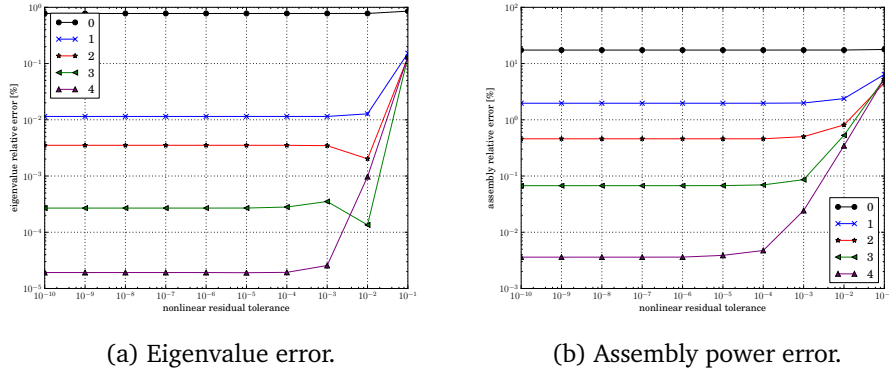 10^0
10^-1
10^-2
10^-3
10^-4
10^-5
eigenvalue relative error [%]
0
1
2
3
4
10^-10 10^-9 10^-8 10^-7 10^-6 10^-5 10^-4 10^-3 10^-2 10^-1
nonlinear residual tolerance
(a) Eigenvalue error.
10^2
10^1
10^0
10^-1
10^-2
10^-3
assembly relative error [%]
0
1
2
3
4
10^-10 10^-9 10^-8 10^-7 10^-6 10^-5 10^-4 10^-3 10^-2 10^-1
nonlinear residual tolerance
(b) Assembly power error.